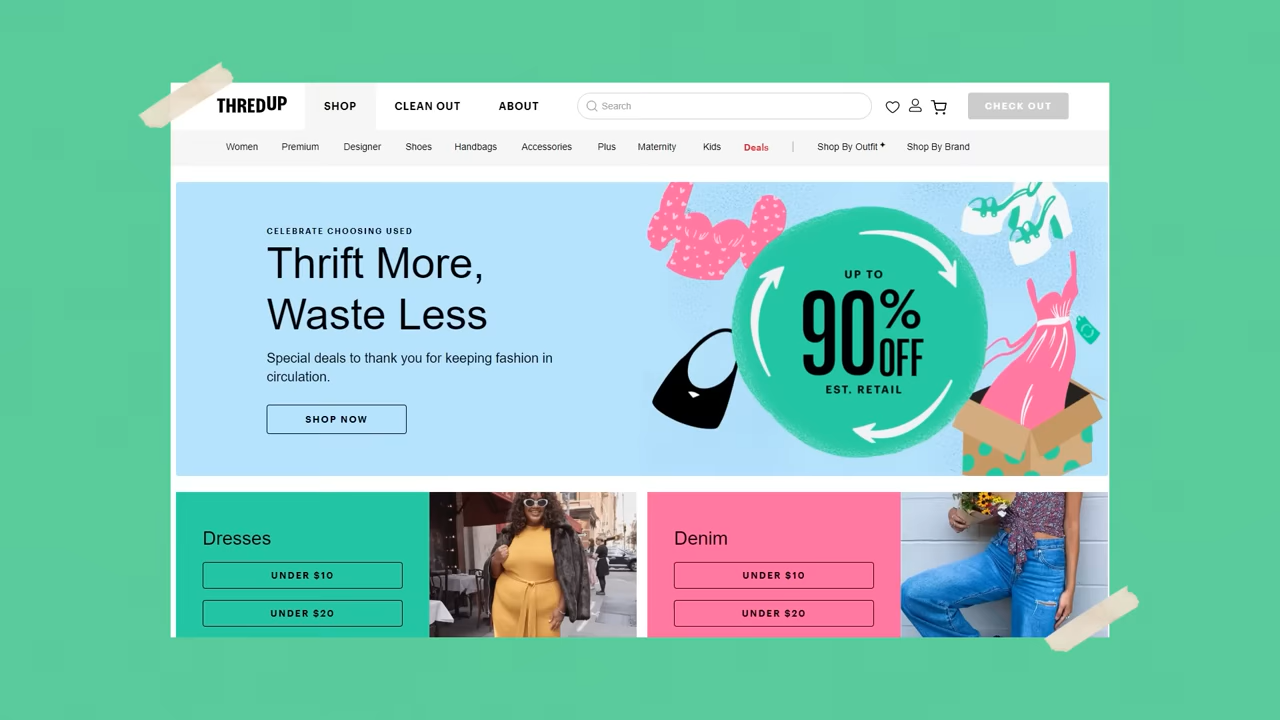 THREDUP SHOP CLEAN OUT ABOUT Search CHECK OUT
Women Premium Designer Shoes Handbags Accessories Plus Maternity Kids Deals | Shop By Outfit Shop By Brand
CELEBRATE CHOOSING USED
Thrift More,
Waste Less
Special deals to thank you for keeping fashion in
circulation.
SHOP NOW
UP TO
90%
OFF
EST. RETAIL
Dresses
UNDER $10
UNDER $20
Denim
UNDER $10
UNDER $20